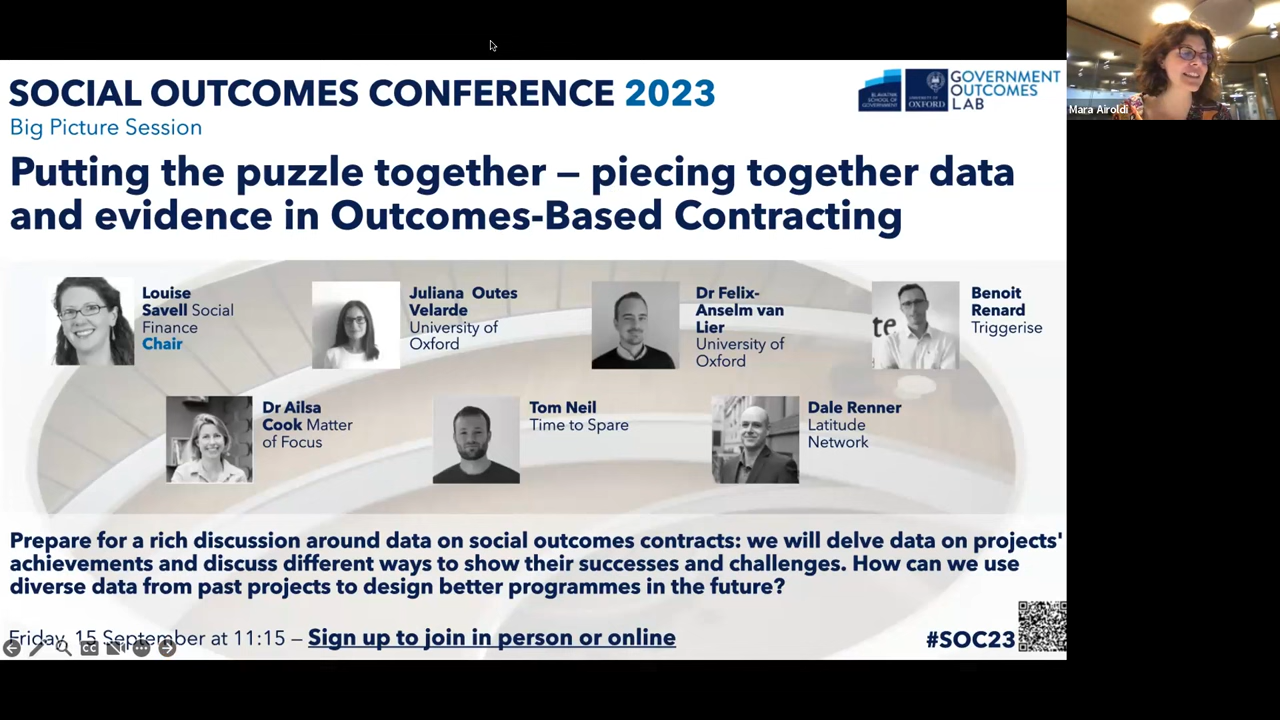 SOCIAL OUTCOMES CONFERENCE 2023
Big Picture Session
BLAVATNIK
SCHOOL OF
GOVERNMENT
UNIVERSITY OF
OXFORD
GOVERNMENT
OUTCOMES
LAB
Mara Airoldi
Putting the puzzle together – piecing together data
and evidence in Outcomes-Based Contracting
Louise
Savell Social
Finance
Chair
Juliana Outes
Velarde
University of
Oxford
Dr Felix-
Anselm van
Lier
University of
Oxford
te
Benoit
Renard
Triggerise
Dr Ailsa
Cook Matter
of Focus
Tom Neil
Time to Spare
Dale Renner
Latitude
Network
Prepare for a rich discussion around data on social outcomes contracts: we will delve data on projects'
achievements and discuss different ways to show their successes and challenges. How can we use
diverse data from past projects to design better programmes in the future?
Friday, 15 September at 11:15 – Sign up to join in person or online
#SOC23